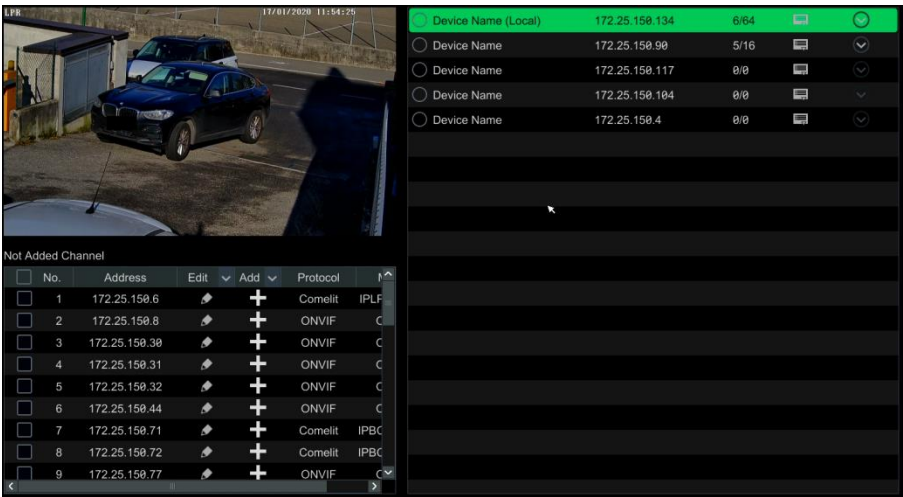 LPR 17/01/2020 11:54:25
Device Name (Local) 172.25.150.134 6/64
Device Name 172.25.150.90 5/16
Device Name 172.25.150.117 0/0
Device Name 172.25.150.104 0/0
Device Name 172.25.150.4 0/0
Not Added Channel
No. Address Edit Add Protocol
1 172.25.150.6 Comelit IPLP
2 172.25.150.8 ONVIF
3 172.25.150.30 ONVIF
4 172.25.150.31 ONVIF
5 172.25.150.32 ONVIF
6 172.25.150.44 ONVIF
7 172.25.150.71 Comelit IPBC
8 172.25.150.72 Comelit IPBC
9 172.25.150.77 ONVIF